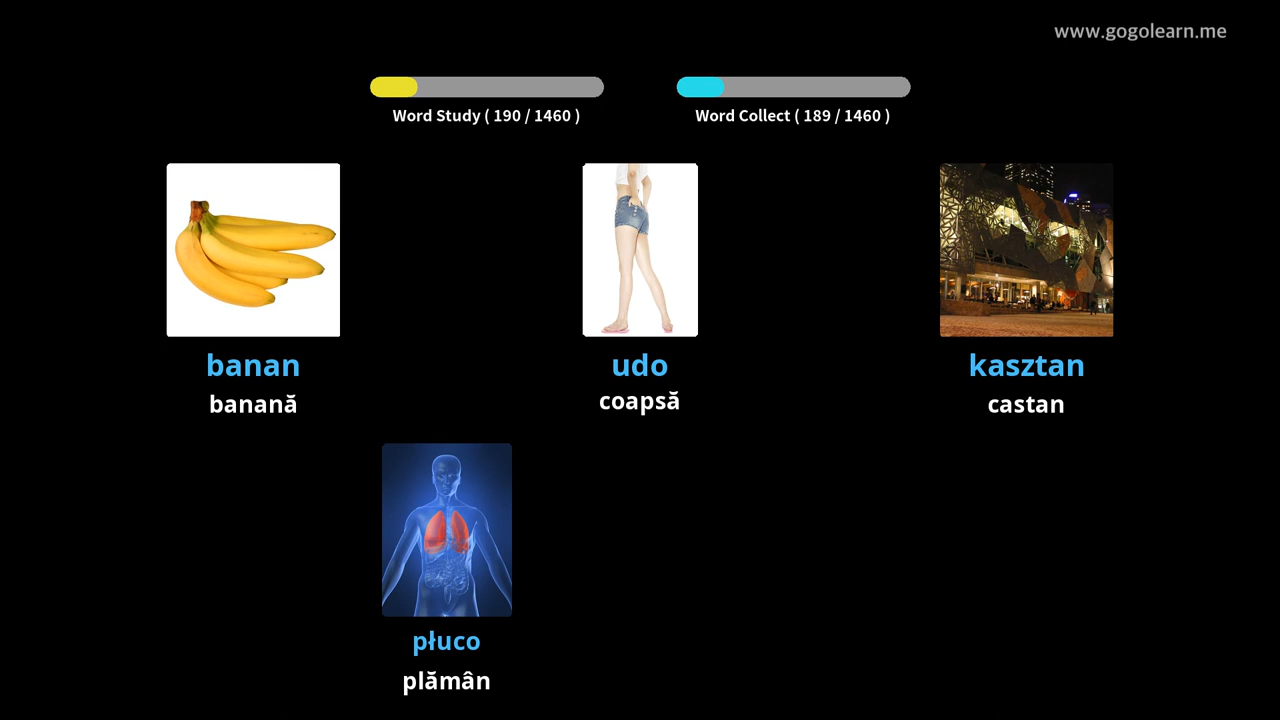 www.gogolearn.me
Word Study ( 190 / 1460 )
Word Collect ( 189 / 1460 )
banan
banană
udo
coapsă
kasztan
castan
płuco
plămân